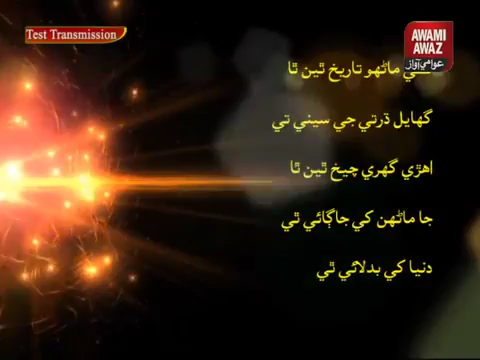 Test Transmission
AWAMI
AWAZ
عوامي آواز
ماڻهو تاريخ ٿين ٿا
گهايل ڌرتي جي سيني تي
اهڙي گهري چيخ ٿين ٿا
جا ماڻهن کي جاڳائي ٿي
دنيا کي بدلائي ٿي